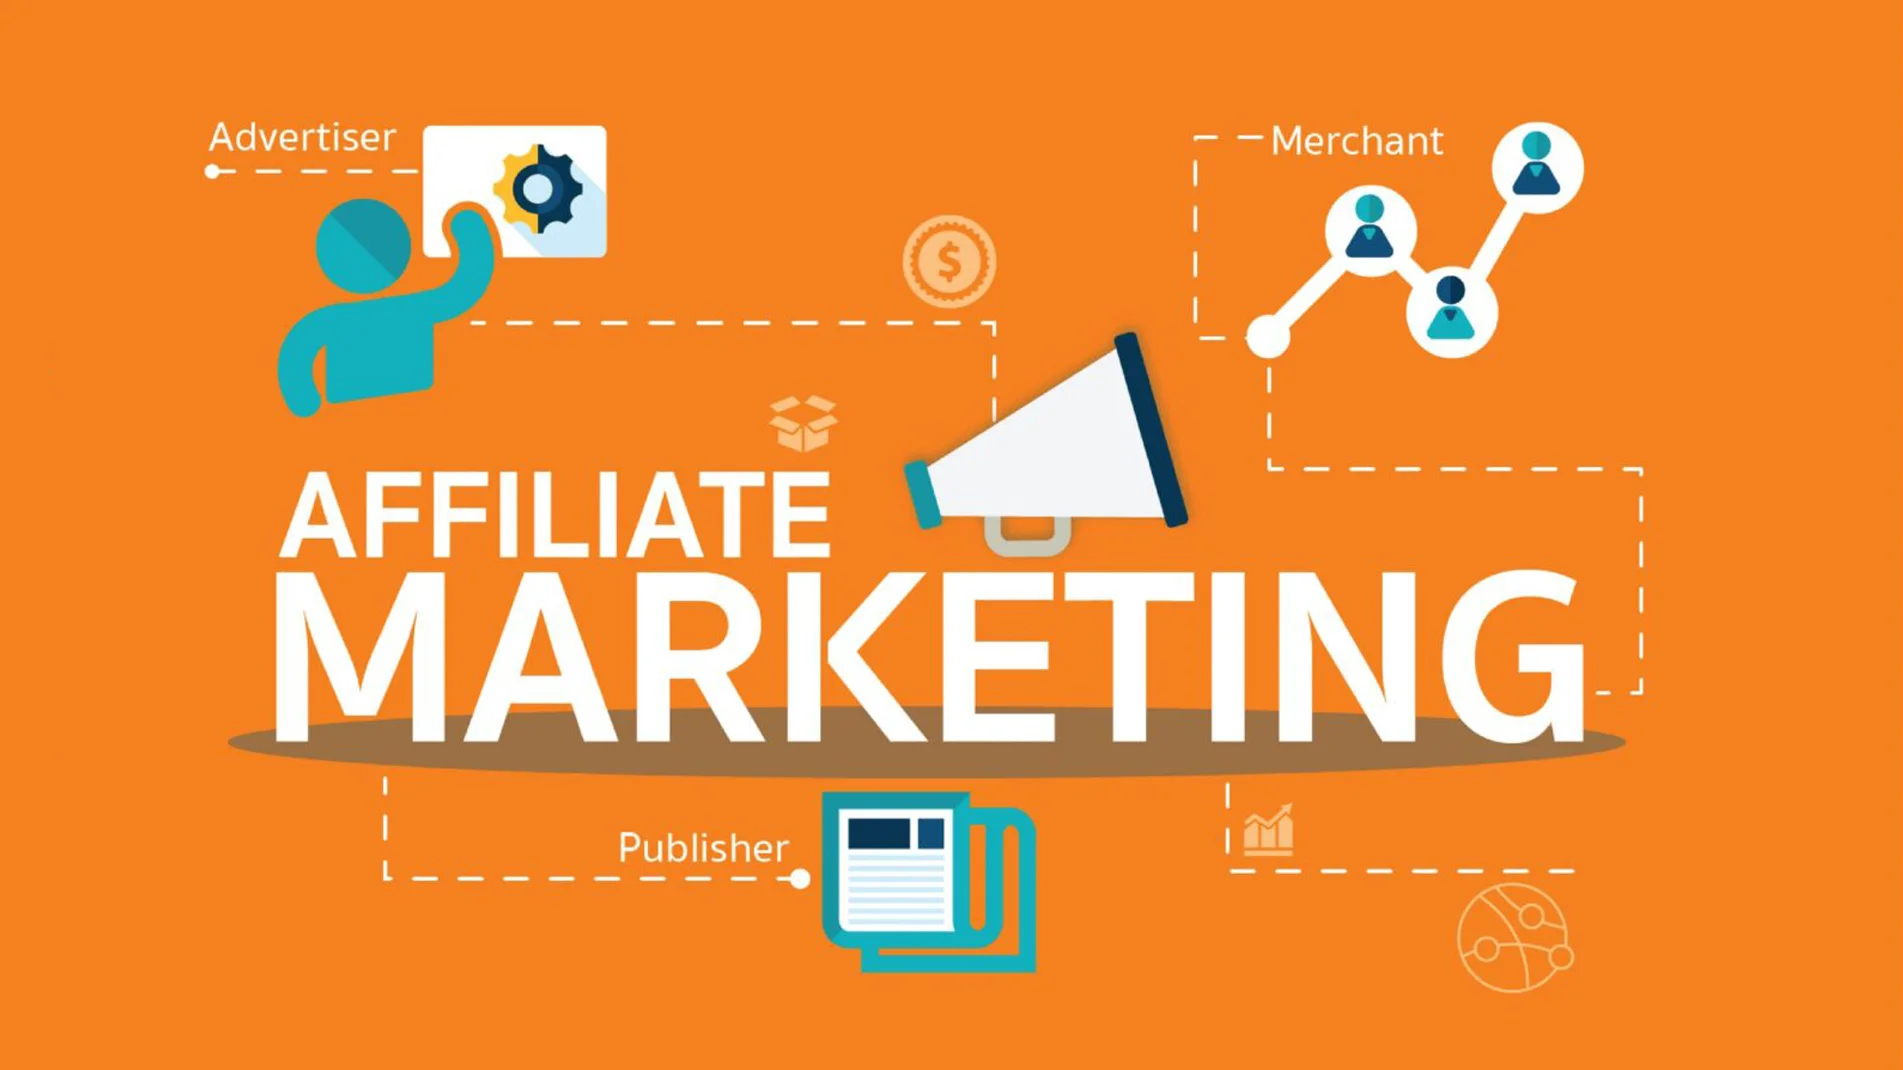 Advertiser
Merchant
$
AFFILIATE
MARKETING
Publisher